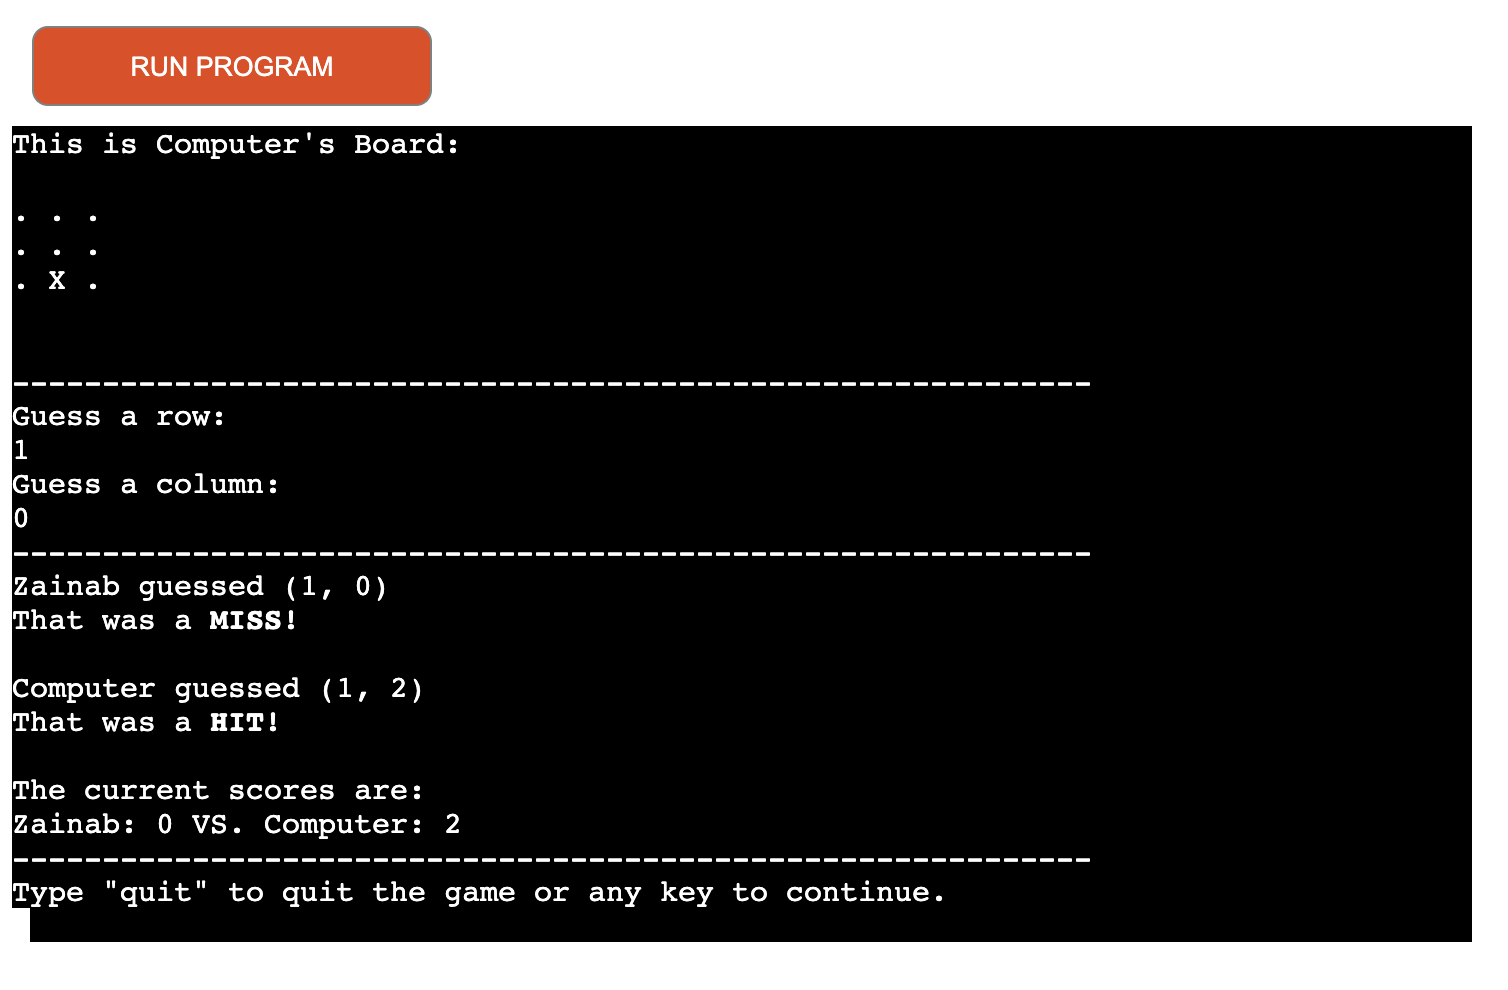 RUN PROGRAM
This is Computer's Board:
. . .
. . .
. X .
------------------------------------------------------------
Guess a row:
1
Guess a column:
0
------------------------------------------------------------
Zainab guessed (1, 0)
That was a MISS!
Computer guessed (1, 2)
That was a HIT!
The current scores are:
Zainab: 0 VS. Computer: 2
------------------------------------------------------------
Type "quit" to quit the game or any key to continue.